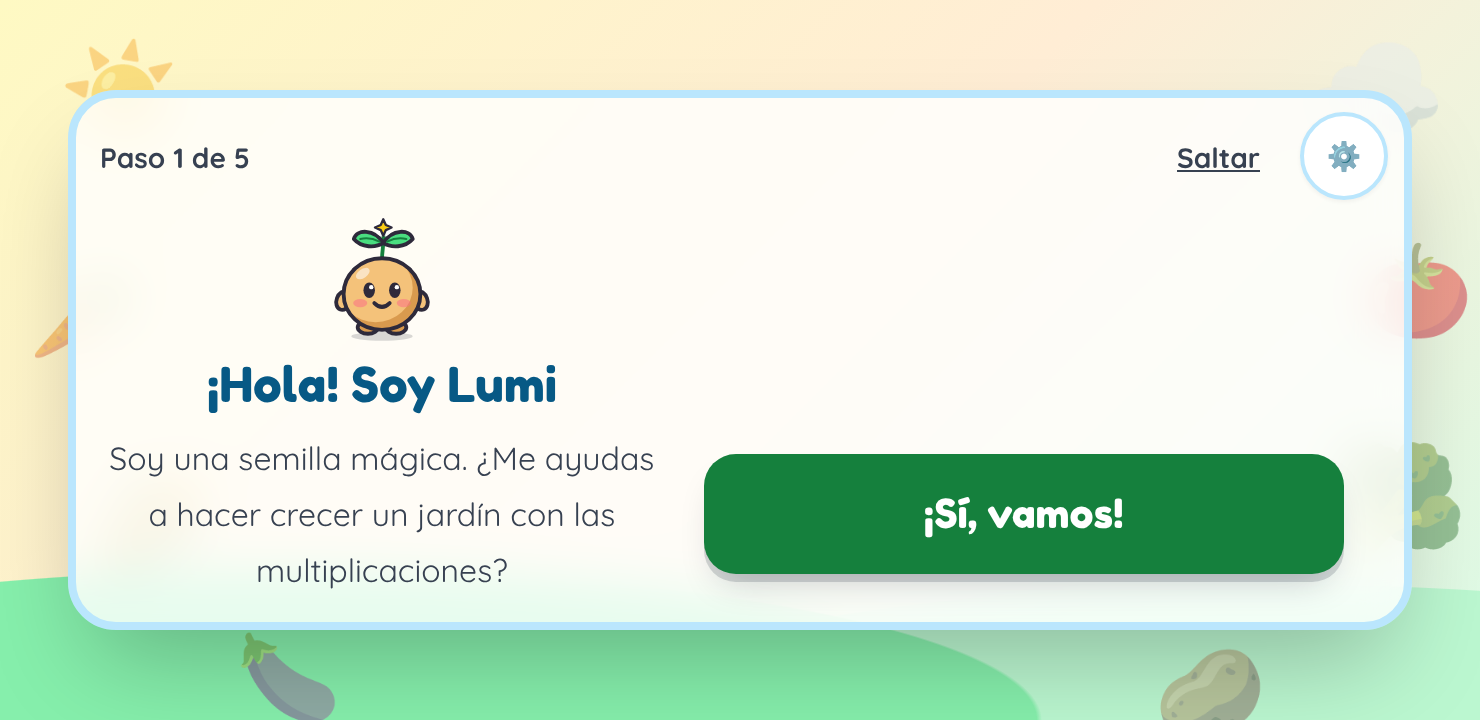 Paso 1 de 5
Saltar
¡Hola! Soy Lumi
Soy una semilla mágica. ¿Me ayudas
a hacer crecer un jardín con las
multiplicaciones?
¡Sí, vamos!